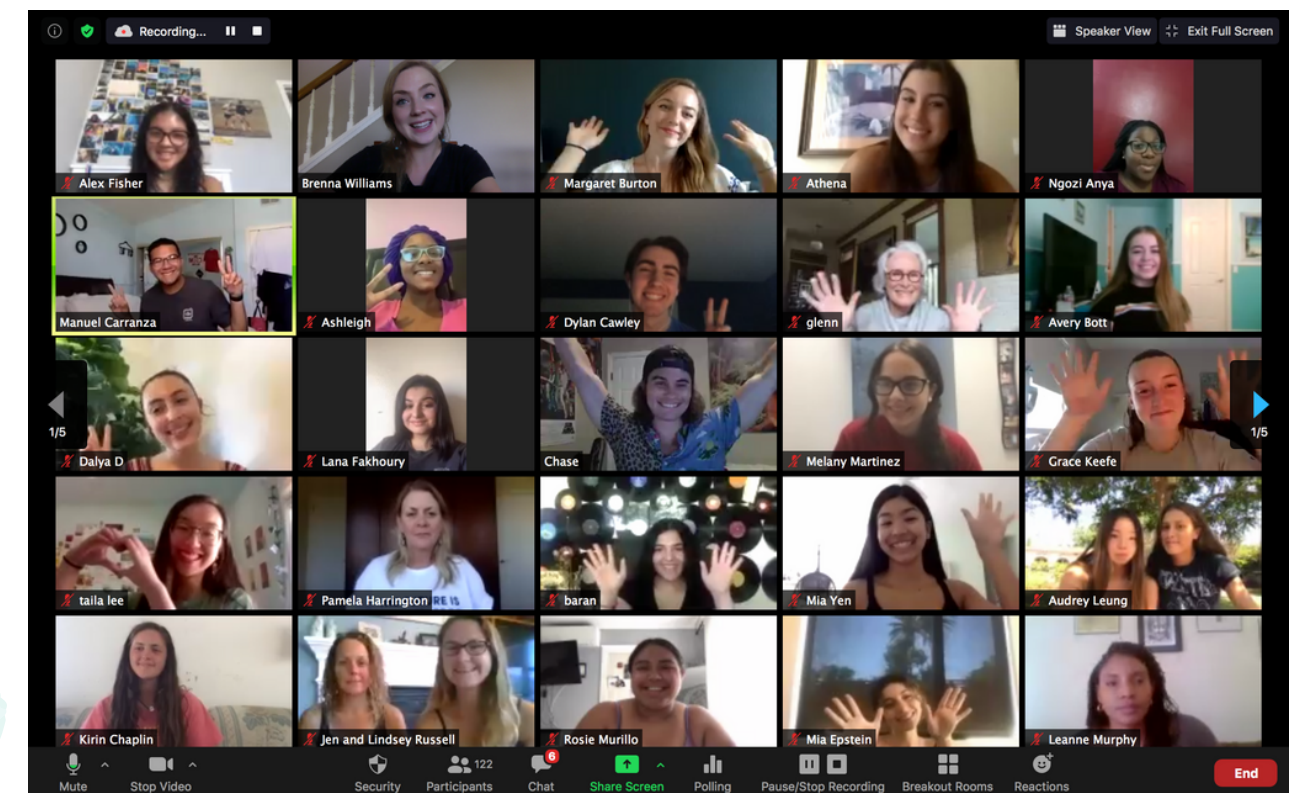 Recording...
Speaker View
Exit Full Screen
Alex Fisher
Brenna Williams
Margaret Burton
Athena
Ngozi Anya
Manuel Carranza
Ashleigh
Dylan Cawley
glenn
Avery Bott
1/5
1/5
Dalya D
Lana Fakhoury
Chase
Melany Martinez
Grace Keefe
taila lee
Pamela Harrington
RE IS
baran
Mia Yen
Audrey Leung
Kirin Chaplin
Jen and Lindsey Russell
Rosie Murillo
Mia Epstein
Leanne Murphy
122
6
Mute
Stop Video
Security
Participants
Chat
Share Screen
Polling
Pause/Stop Recording
Breakout Rooms
Reactions
End